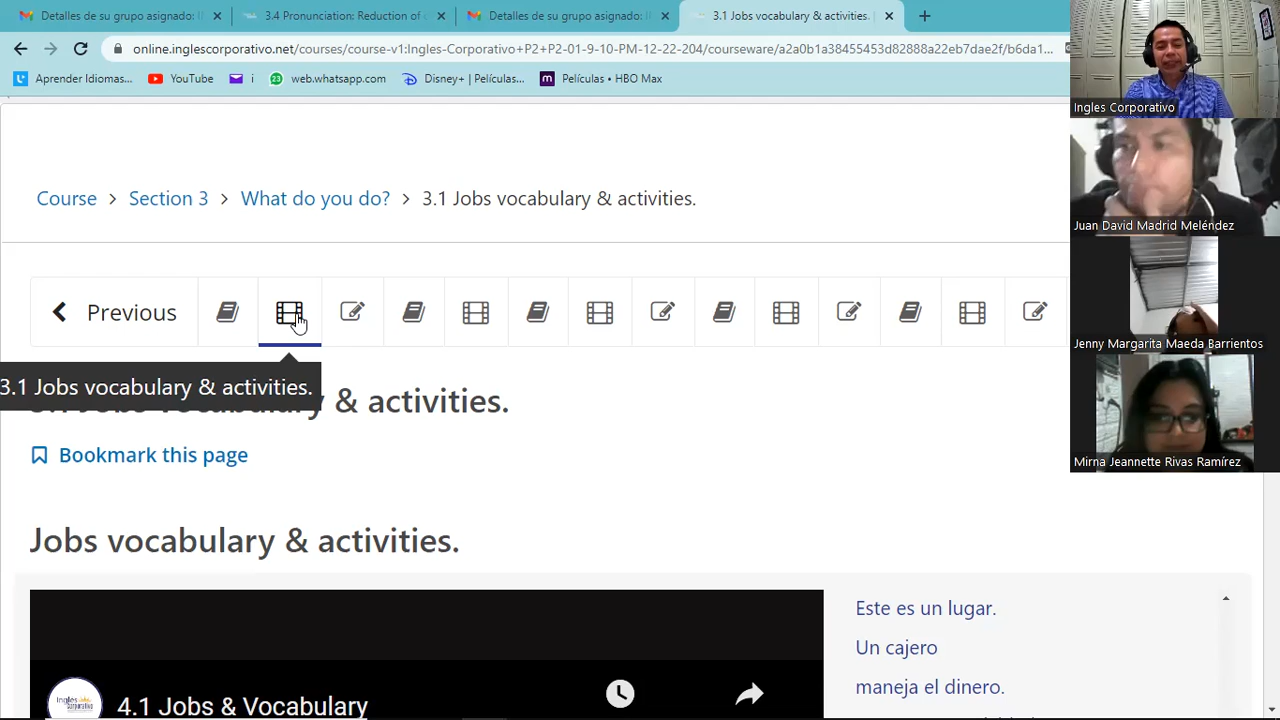 Detalles de su grupo asignado: I
3.4 Pronunciation: Reduction of
Detalles de su grupo asignado: I
3.1 Jobs vocabulary & activities
online.inglescorporativo.net/courses/course-v1:Ingles-Corporativo+P2+P2-01-9-10-PM-12-22-204/courseware/a2a0b1a3845545338b838a22eb7dae2f/b6da1...
Aprender Idiomas...
YouTube
i
web.whatsapp.com
Disney+ | Películas...
Películas • HBO Max
Ingles Corporativo
Juan David Madrid Meléndez
Jenny Margarita Maeda Barrientos
Mirna Jeannette Rivas Ramírez
Course > Section 3 > What do you do? > 3.1 Jobs vocabulary & activities.
Previous
3.1 Jobs vocabulary & activities.
& activities.
Bookmark this page
Jobs vocabulary & activities.
Este es un lugar.
Un cajero
maneja el dinero.
4.1 Jobs & Vocabulary